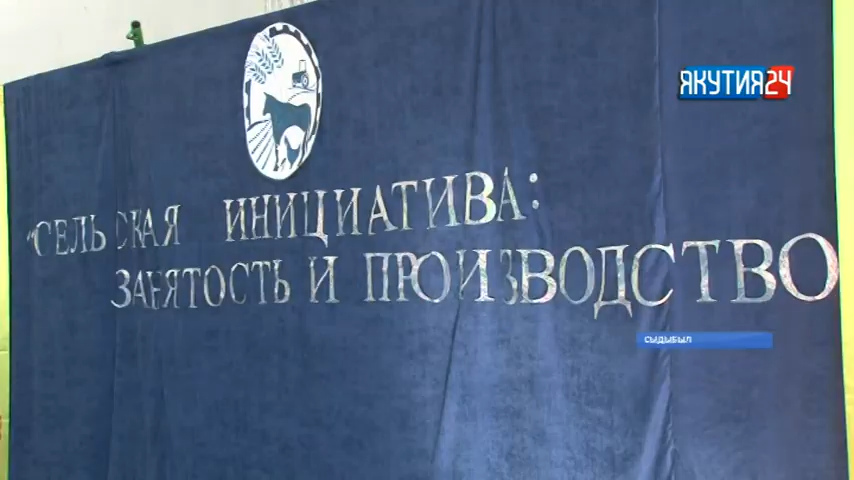 ЯКУТИЯ24
"СЕЛЬСКАЯ ИНИЦИАТИВА:
ЗАНЯТОСТЬ И ПРОИЗВОДСТВО
СЫДЫБЫЛ